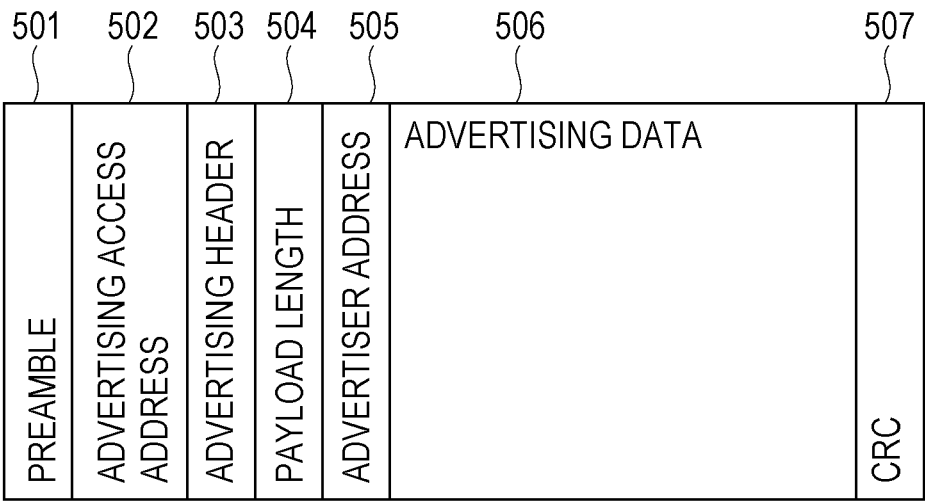 501 502 503 504 505 506 507
PREAMBLE
ADVERTISING ACCESS
ADDRESS
ADVERTISING HEADER
PAYLOAD LENGTH
ADVERTISER ADDRESS
ADVERTISING DATA
CRC